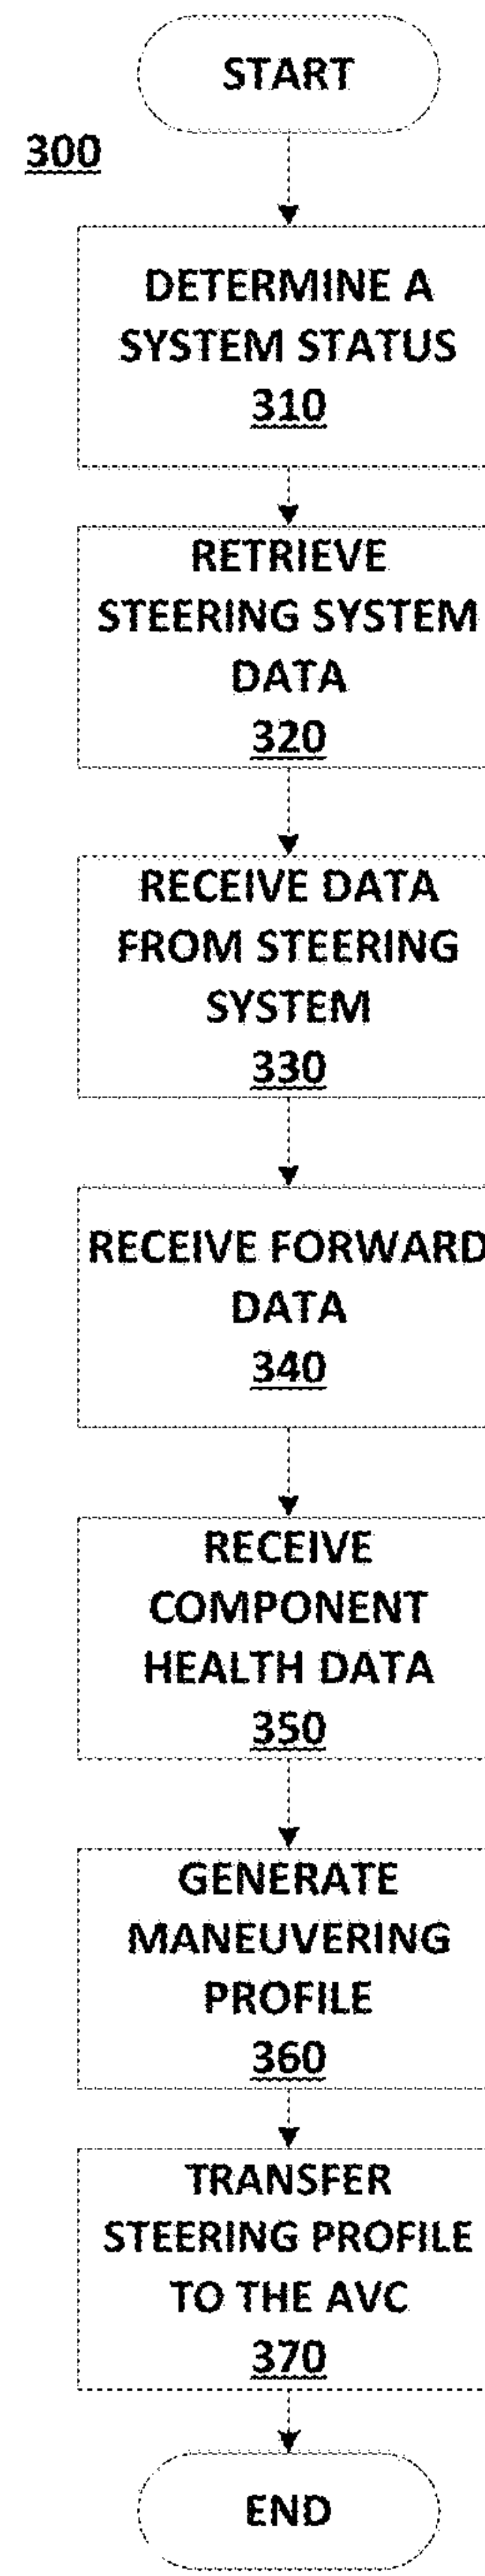 START
300
DETERMINE A
SYSTEM STATUS
310
RETRIEVE
STEERING SYSTEM
DATA
320
RECEIVE DATA
FROM STEERING
SYSTEM
330
RECEIVE FORWARD
DATA
340
RECEIVE
COMPONENT
HEALTH DATA
350
GENERATE
MANEUVERING
PROFILE
360
TRANSFER
STEERING PROFILE
TO THE AVC
370
END